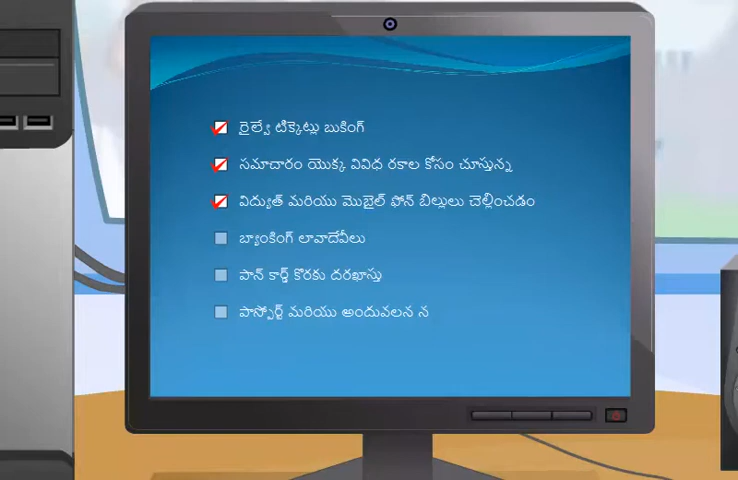 రైల్వే టిక్కెట్లు బుకింగ్
సమాచారం యొక్క వివిధ రకాల కోసం చూస్తున్న
విద్యుత్ మరియు మొబైల్ ఫోన్ బిల్లులు చెల్లించడం
బ్యాంకింగ్ లావాదేవీలు
పాన్ కార్డ్ కొరకు దరఖాస్తు
పాస్పోర్ట్ మరియు అందువలన న